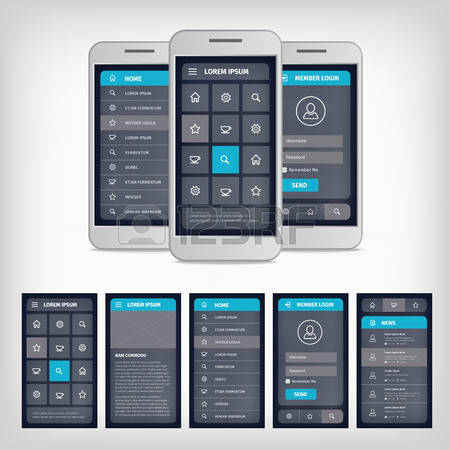 HOME
LOREM IPSUM
ETIAM FERMENTUM
INTEGER LIGULA
LOREM IPSUM
FERMENTUM
DONEC
ETIAM FERMENTUM
INTEGER
AENEAN BIBENDUM
LOREM IPSUM
MEMBER LOGIN
Username
Password
Remember Me
SEND
123RF
LOREM IPSUM
LOREM IPSUM
NAM COMMODO
HOME
LOREM IPSUM
ETIAM FERMENTUM
INTEGER LIGULA
LOREM IPSUM
FERMENTUM
DONEC
ETIAM FERMENTUM
INTEGER
AENEAN BIBENDUM
MEMBER LOGIN
Username
Password
Remember Me
SEND
NEWS